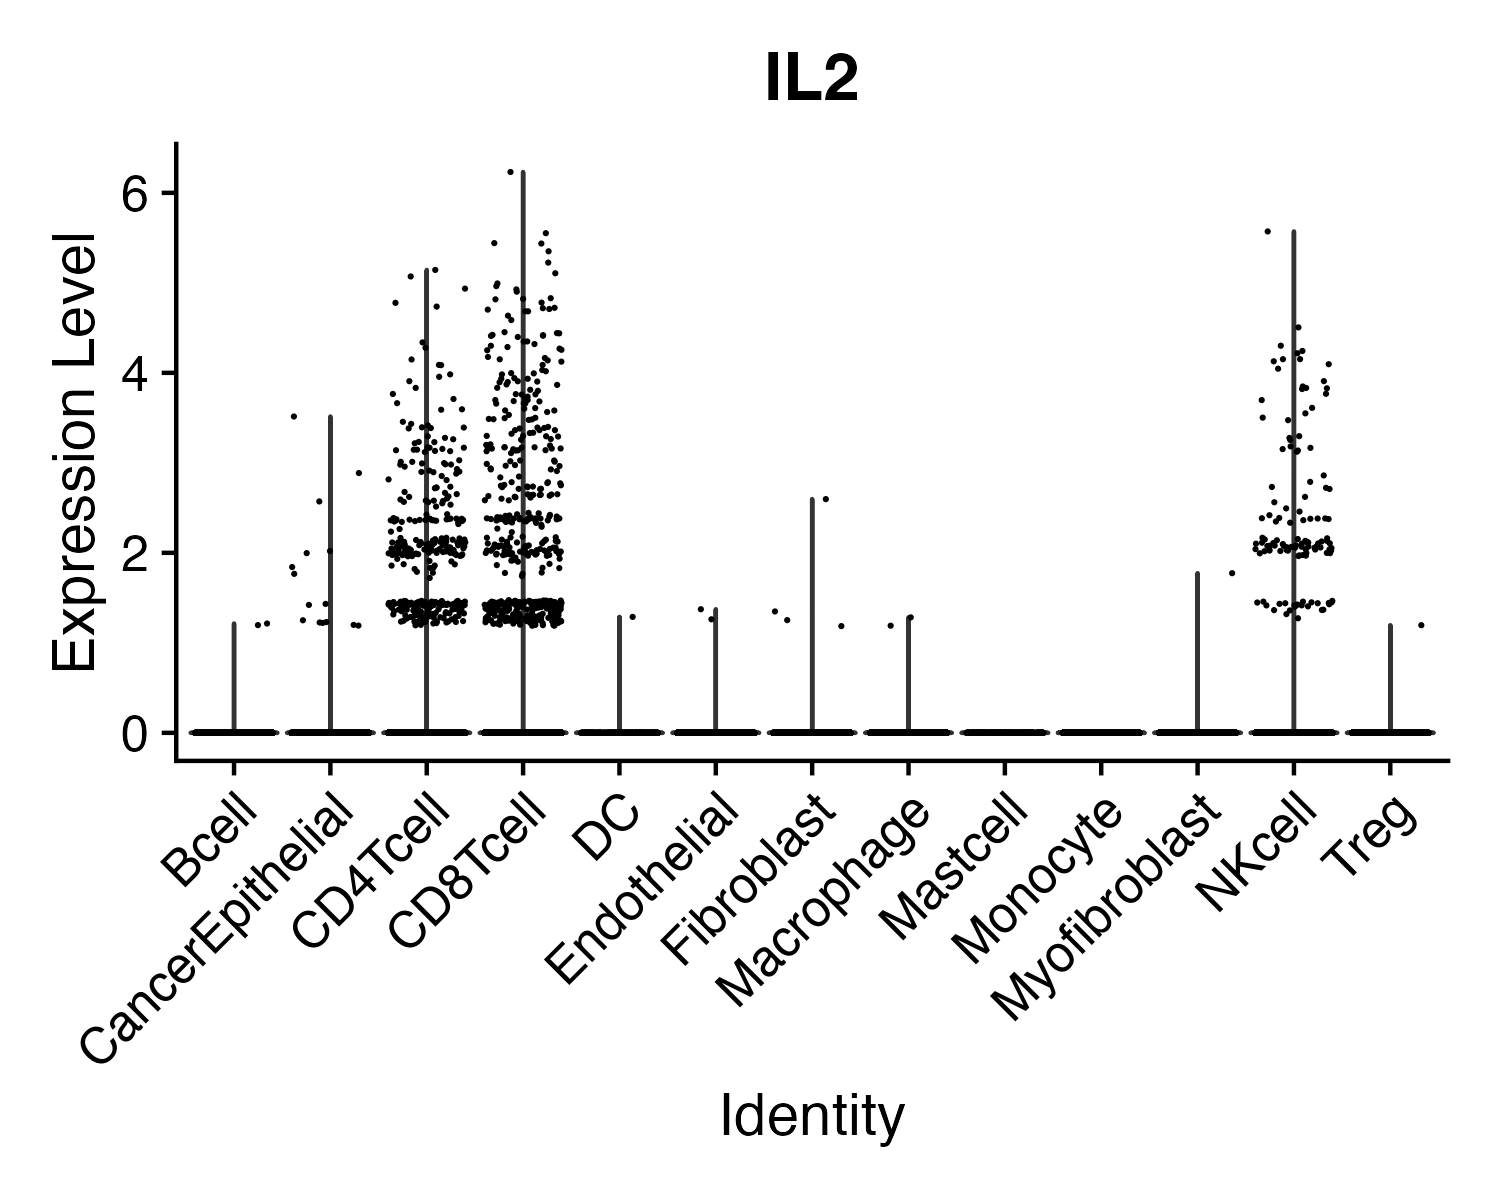 IL2
Expression Level
6
4
2
0
Bcell
CancerEpithelial
CD4Tcell
CD8Tcell
DC
Endothelial
Fibroblast
Macrophage
Mastcell
Monocyte
Myofibroblast
NKcell
Treg
Identity